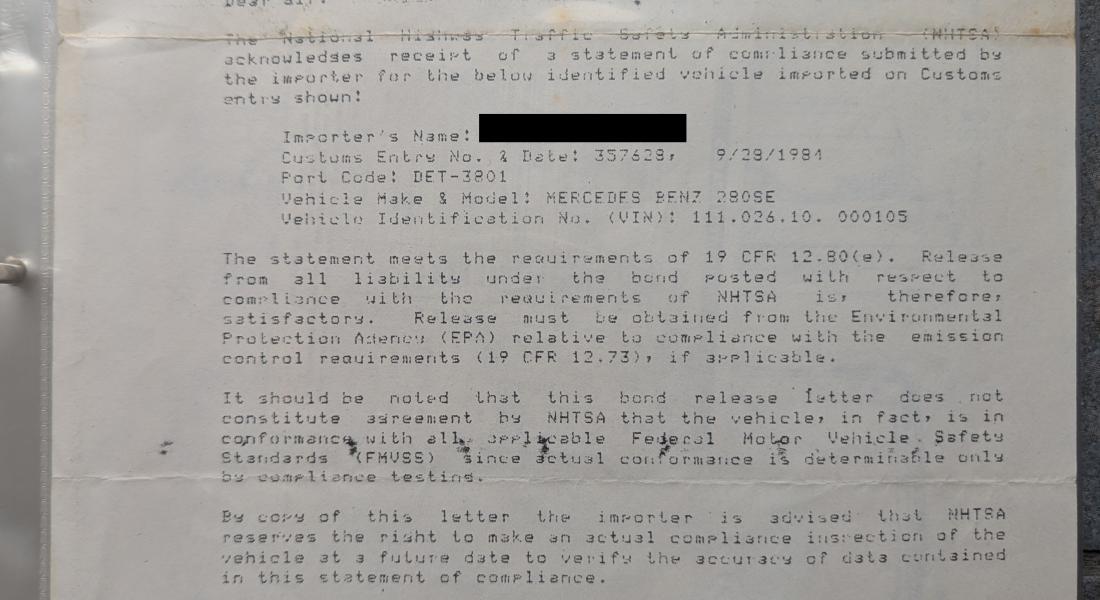 Dear Sir:
The National Highway Traffic Safety Administration (NHTSA)
acknowledges receipt of a statement of compliance submitted by
the importer for the below identified vehicle imported on Customs
entry shown:
Importer's Name:
Customs Entry No. & Date: 357628, 9/28/1984
Port Code: DET-3801
Vehicle Make & Model: MERCEDES BENZ 280SE
Vehicle Identification No. (VIN): 111.026.10. 000105
The statement meets the requirements of 19 CFR 12.80(e). Release
from all liability under the bond posted with respect to
compliance with the requirements of NHTSA is, therefore,
satisfactory. Release must be obtained from the Environmental
Protection Agency (EPA) relative to compliance with the emission
control requirements (19 CFR 12.73), if applicable.
It should be noted that this bond release letter does not
constitute agreement by NHTSA that the vehicle, in fact, is in
conformance with all applicable Federal Motor Vehicle Safety
Standards (FMVSS) since actual conformance is determinable only
by compliance testing.
By copy of this letter the importer is advised that NHTSA
reserves the right to make an actual compliance inspection of the
vehicle at a future date to verify the accuracy of data contained
in this statement of compliance.